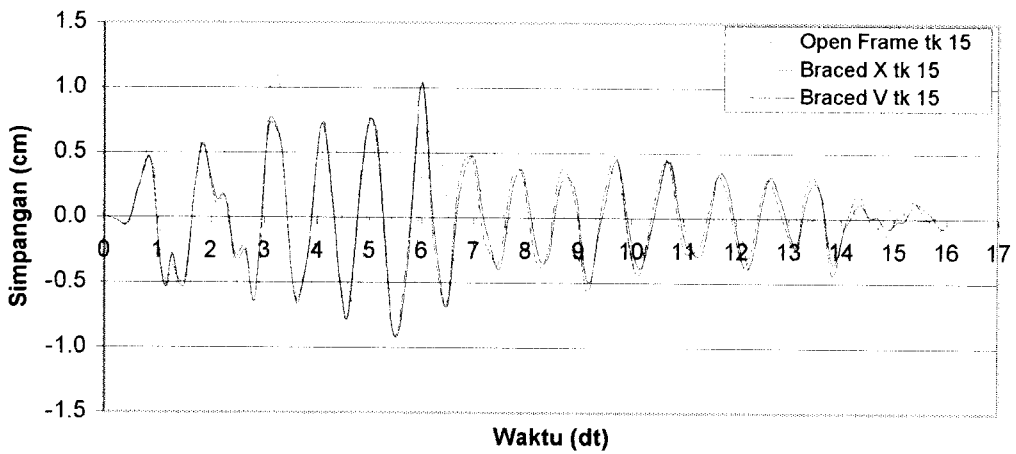 1.5
Open Frame tk 15
Braced X tk 15
Braced V tk 15
1.0
0.5
0.0
-0.5
-1.0
-1.5
Simpangan (cm)
0 1 2 3 4 5 6 7 8 9 10 11 12 13 14 15 16 17
Waktu (dt)